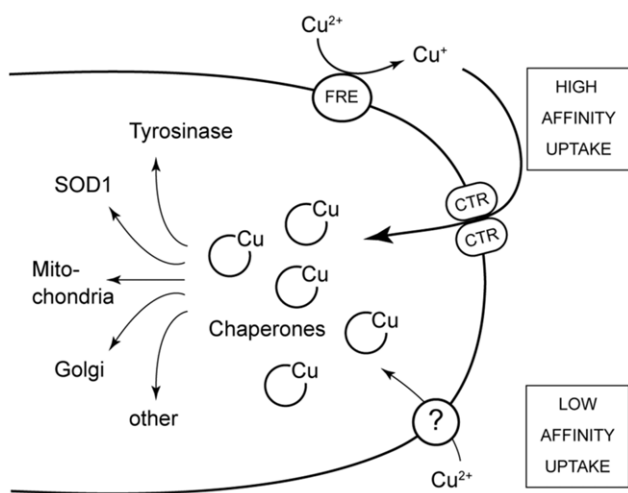 Cu²⁺
Cu⁺
FRE
HIGH
AFFINITY
UPTAKE
Tyrosinase
SOD1
CTR
CTR
Cu
Cu
Mito-
chondria
Cu
Chaperones
Cu
Golgi
Cu
other
?
Cu²⁺
LOW
AFFINITY
UPTAKE